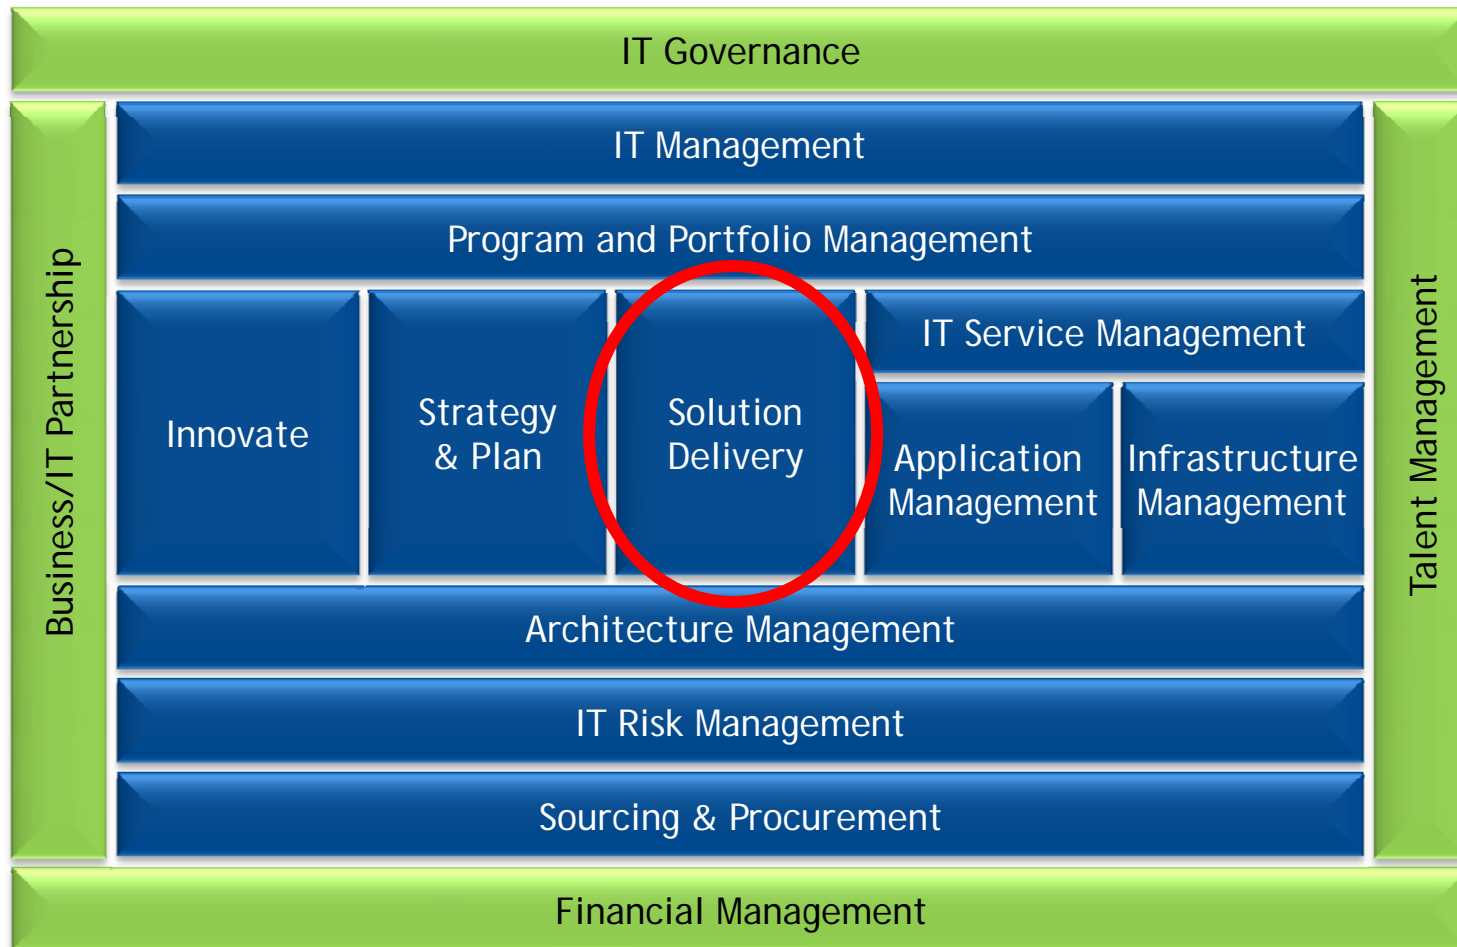 IT Governance
Business/IT Partnership
IT Management
Program and Portfolio Management
Innovate
Strategy
& Plan
Solution
Delivery
IT Service Management
Application
Management
Infrastructure
Management
Architecture Management
IT Risk Management
Sourcing & Procurement
Talent Management
Financial Management